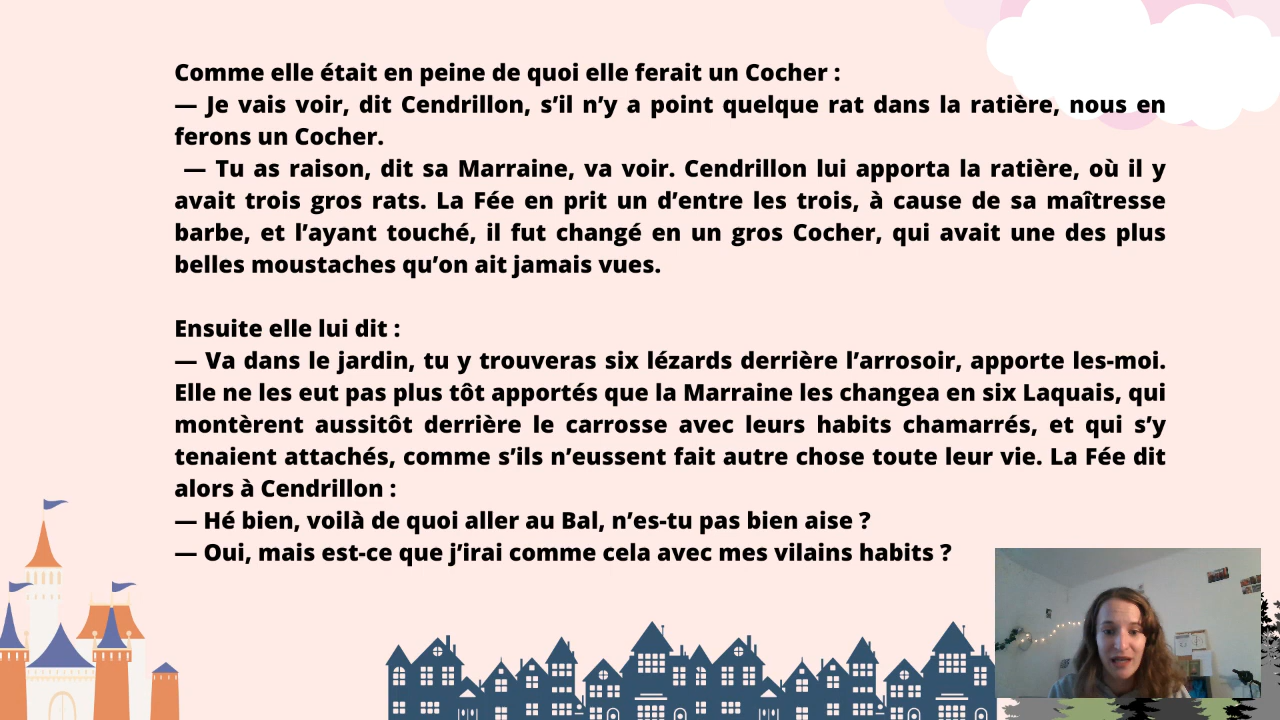 Comme elle était en peine de quoi elle ferait un Cocher :
— Je vais voir, dit Cendrillon, s’il n’y a point quelque rat dans la ratière, nous en
ferons un Cocher.
— Tu as raison, dit sa Marraine, va voir. Cendrillon lui apporta la ratière, où il y
avait trois gros rats. La Fée en prit un d’entre les trois, à cause de sa maîtresse
barbe, et l’ayant touché, il fut changé en un gros Cocher, qui avait une des plus
belles moustaches qu’on ait jamais vues.
Ensuite elle lui dit :
— Va dans le jardin, tu y trouveras six lézards derrière l’arrosoir, apporte les-moi.
Elle ne les eut pas plus tôt apportés que la Marraine les changea en six Laquais, qui
montèrent aussitôt derrière le carrosse avec leurs habits chamarrés, et qui s’y
tenaient attachés, comme s’ils n’eussent fait autre chose toute leur vie. La Fée dit
alors à Cendrillon :
— Hé bien, voilà de quoi aller au Bal, n’es-tu pas bien aise ?
— Oui, mais est-ce que j’irai comme cela avec mes vilains habits ?